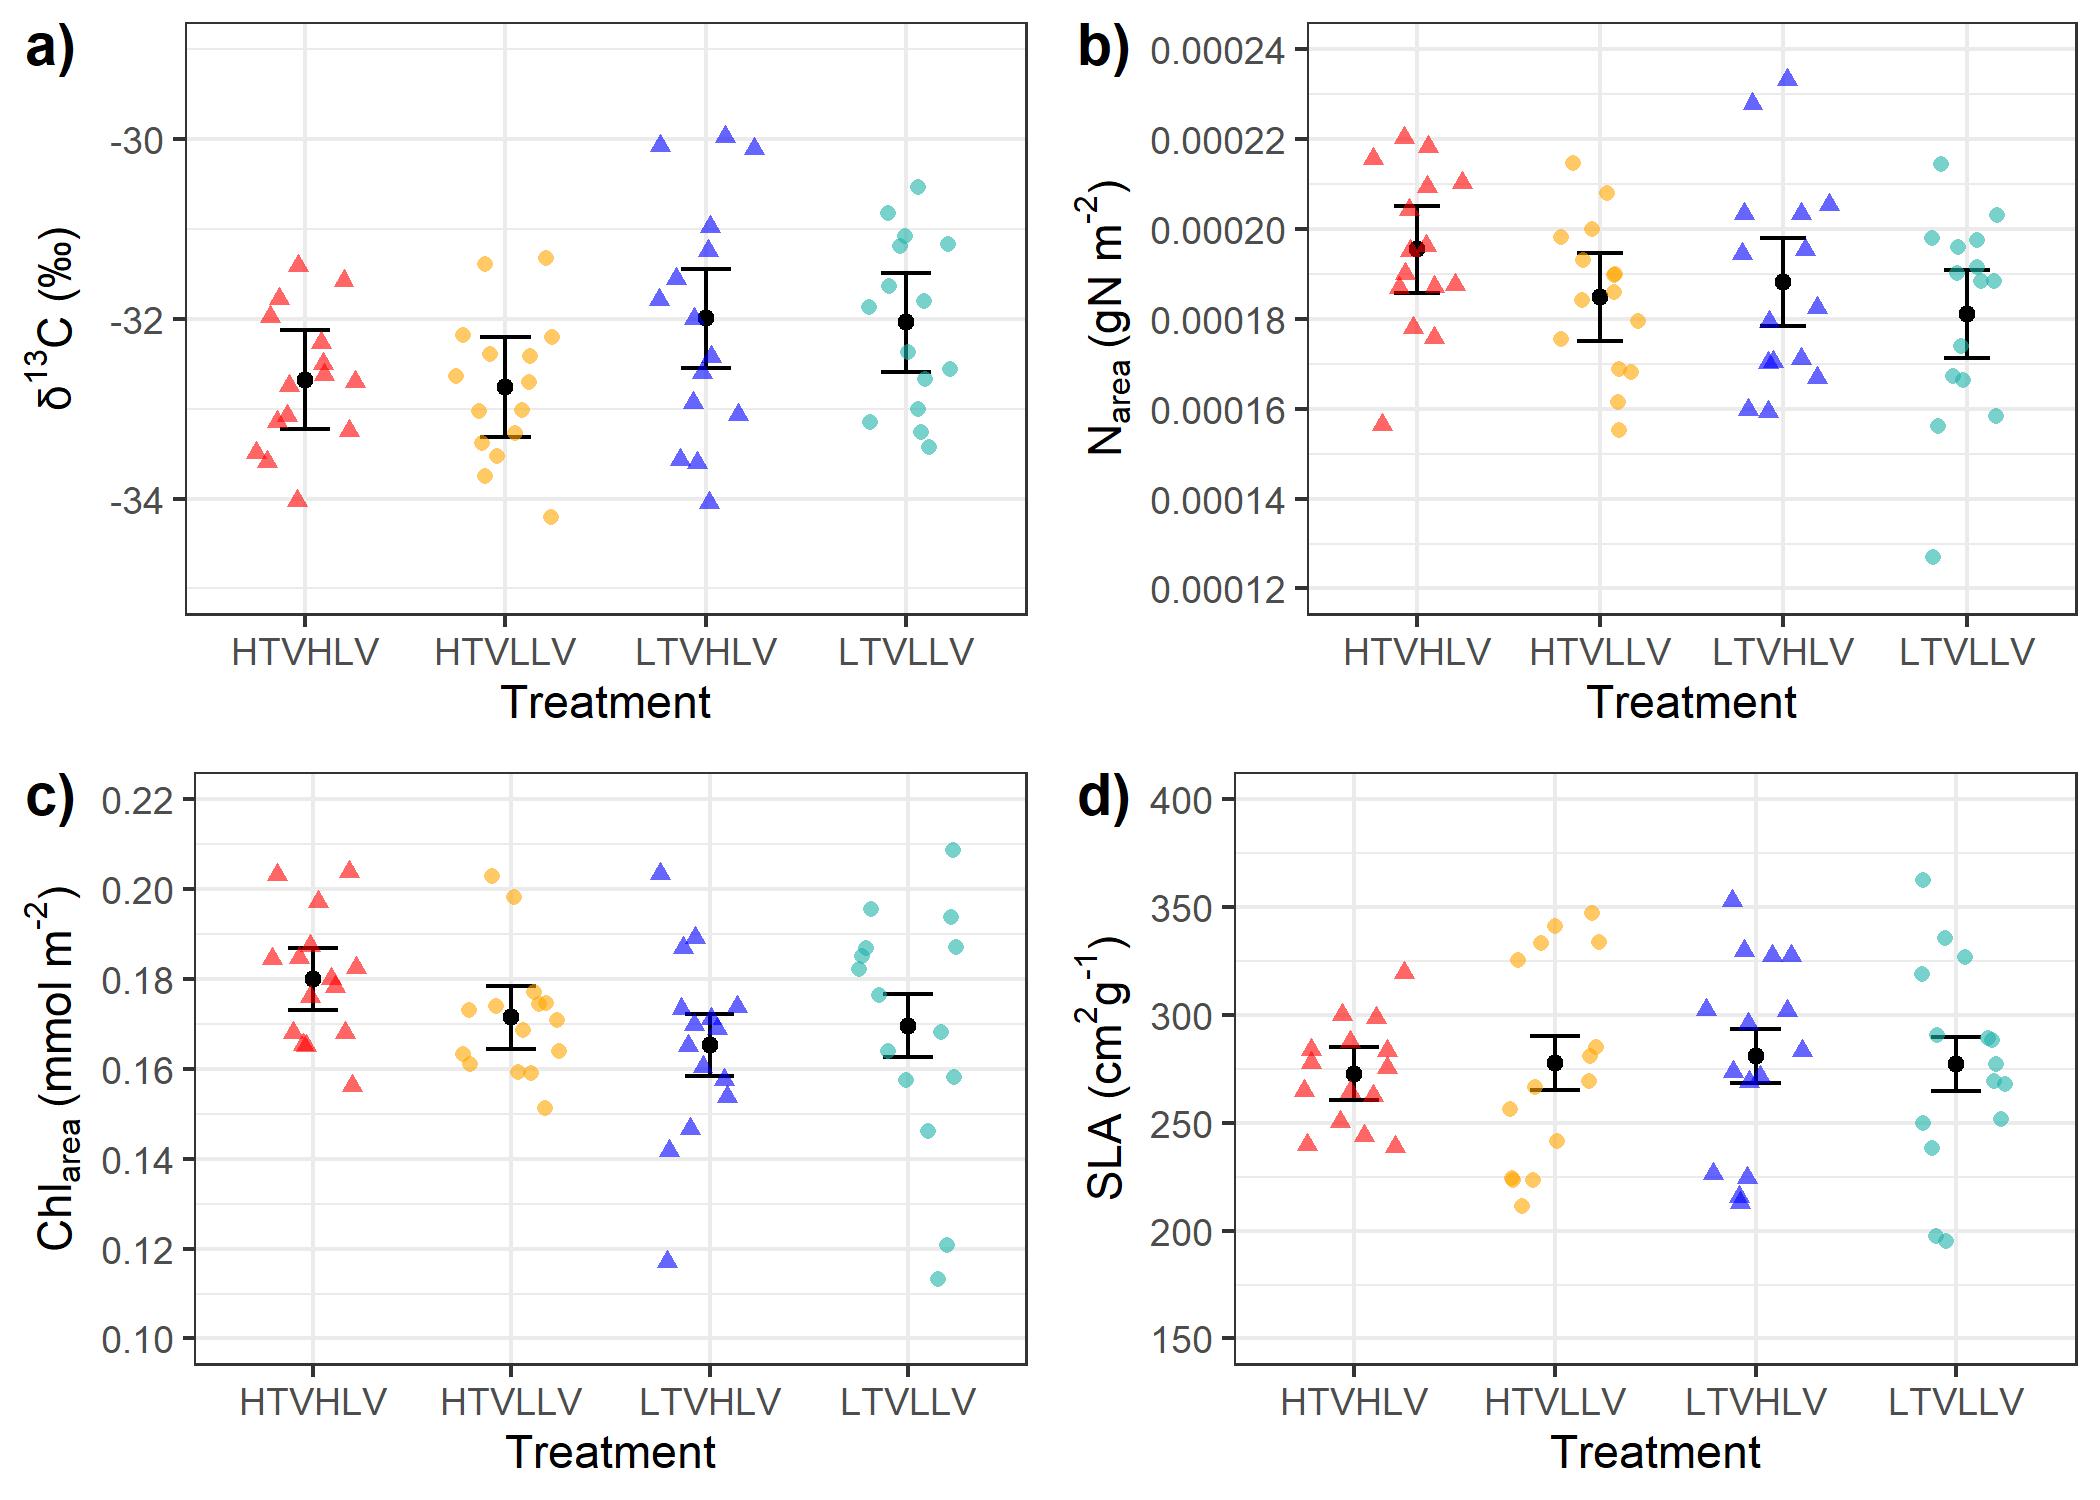 a)
-30
-32
-34
δ¹³C (‰)
HTVHLV HTVLLV LTVHLV LTVLLV
Treatment
b)
0.00024
0.00022
0.00020
0.00018
0.00016
0.00014
0.00012
Narea (gN m⁻²)
HTVHLV HTVLLV LTVHLV LTVLLV
Treatment
c)
0.22
0.20
0.18
0.16
0.14
0.12
0.10
Chlarea (mmol m⁻²)
HTVHLV HTVLLV LTVHLV LTVLLV
Treatment
d)
400
350
300
250
200
150
SLA (cm²g⁻¹)
HTVHLV HTVLLV LTVHLV LTVLLV
Treatment